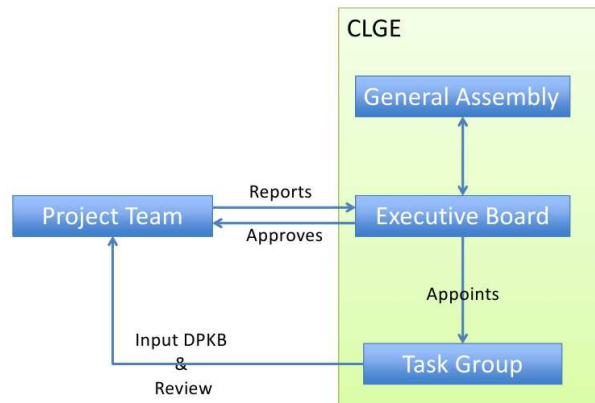 CLGE
General Assembly
Reports
Project Team
Executive Board
Approves
Appoints
Input DPKB
&
Review
Task Group